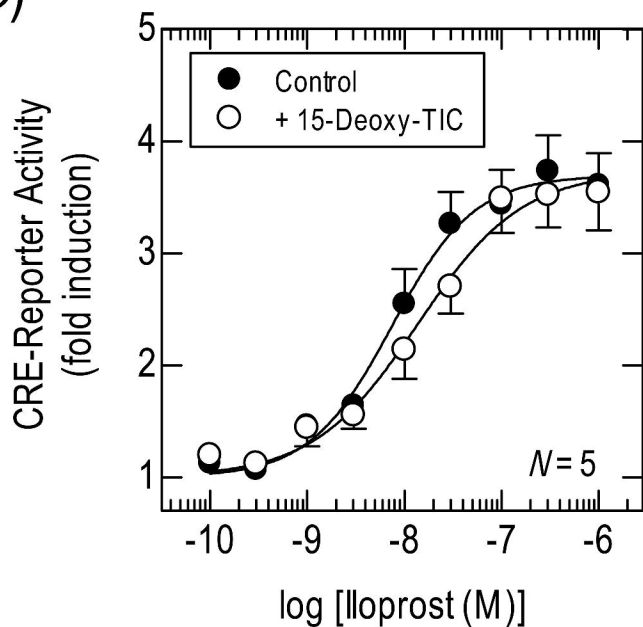 5
Control
+ 15-Deoxy-TIC
4
3
2
1
CRE-Reporter Activity
(fold induction)
N = 5
-10 -9 -8 -7 -6
log [Iloprost (M)]